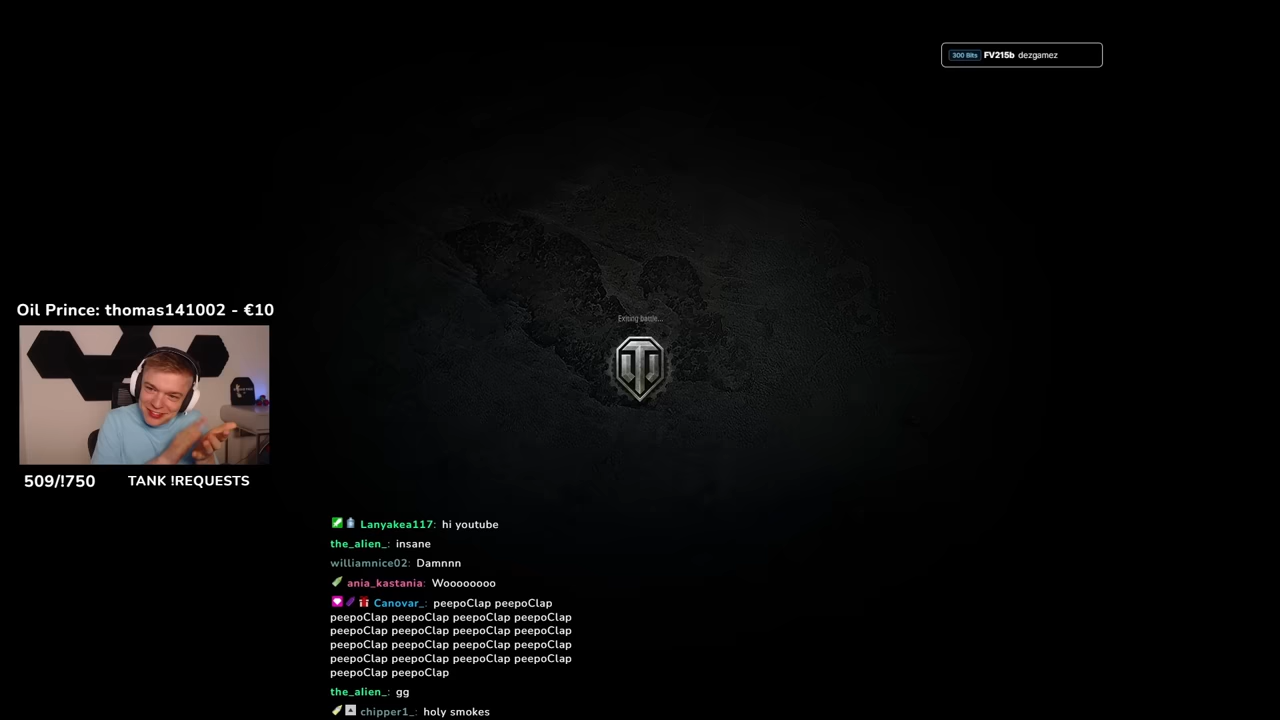 300 Bits FV215b dezgamez
Oil Prince: thomas141002 - €10
Exiting battle...
509/!750 TANK !REQUESTS
Lanyakea117: hi youtube
the_alien_: insane
williamnice02: Damnnn
ania_kastania: Woooooooo
Canovar_: peepoClap peepoClap
peepoClap peepoClap peepoClap peepoClap
peepoClap peepoClap peepoClap peepoClap
peepoClap peepoClap peepoClap peepoClap
peepoClap peepoClap peepoClap peepoClap
peepoClap peepoClap
the_alien_: gg
chipper1_: holy smokes